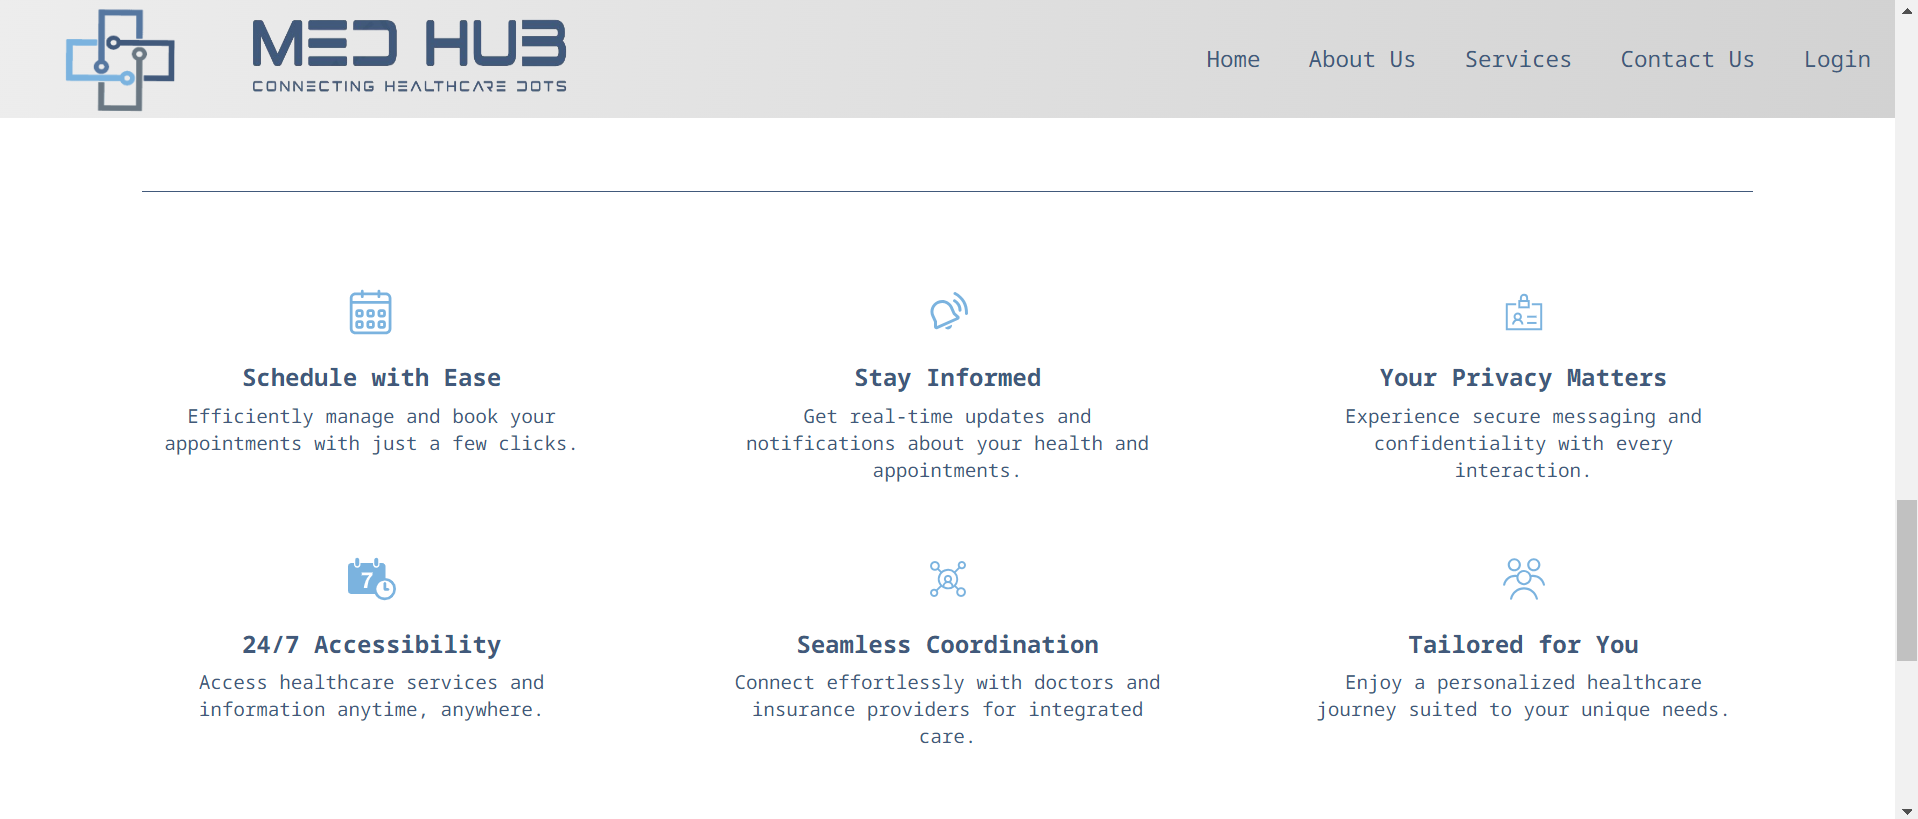 MED HUB
CONNECTING HEALTHCARE DOTS
Home About Us Services Contact Us Login
Schedule with Ease
Efficiently manage and book your
appointments with just a few clicks.
Stay Informed
Get real-time updates and
notifications about your health and
appointments.
Your Privacy Matters
Experience secure messaging and
confidentiality with every
interaction.
7
24/7 Accessibility
Access healthcare services and
information anytime, anywhere.
Seamless Coordination
Connect effortlessly with doctors and
insurance providers for integrated
care.
Tailored for You
Enjoy a personalized healthcare
journey suited to your unique needs.